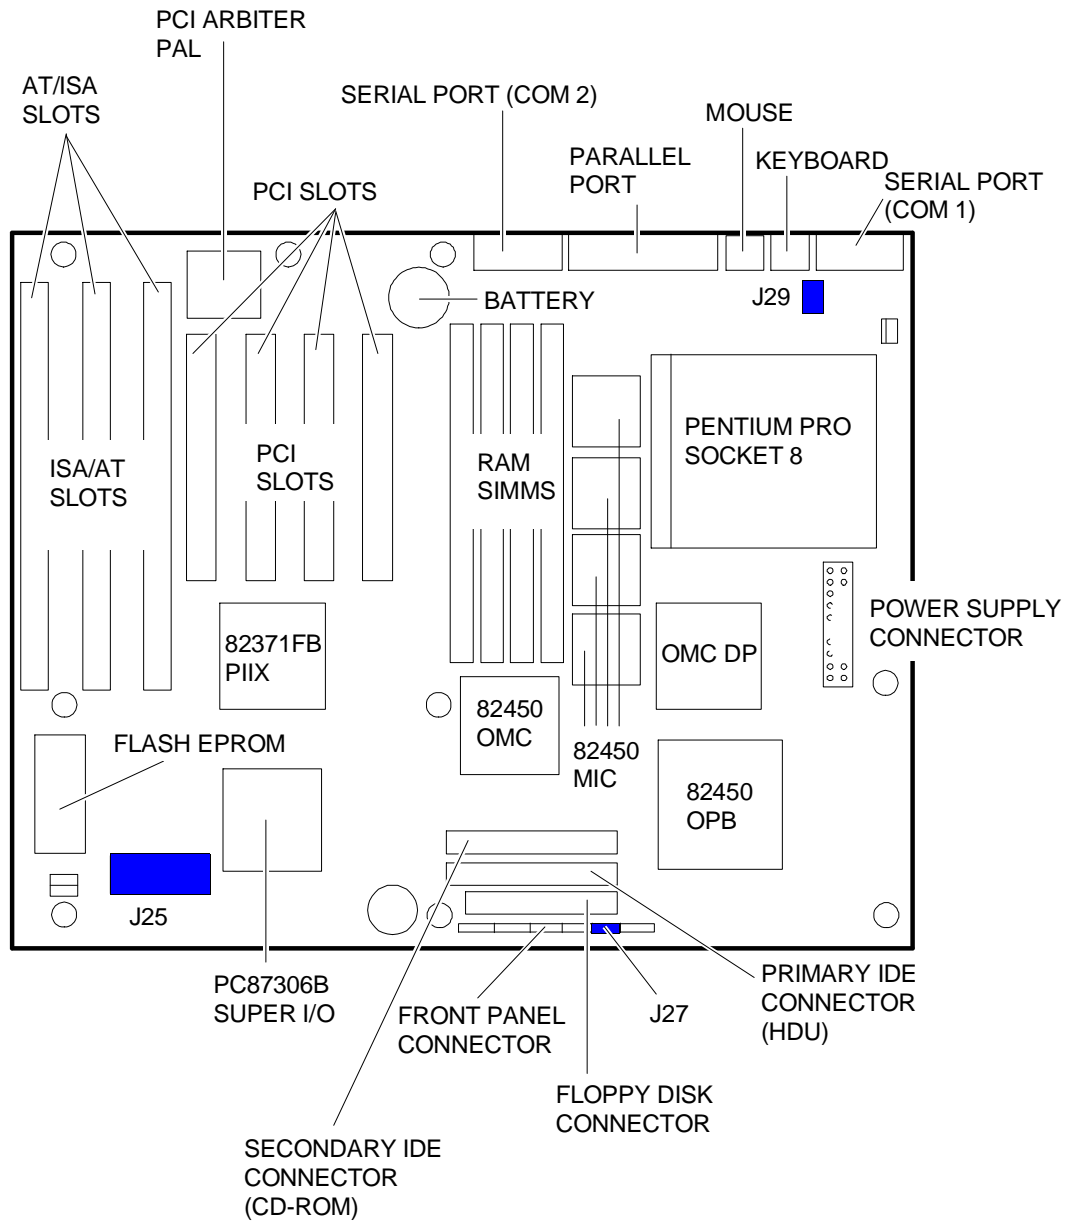 PCI ARBITER
PAL
AT/ISA
SLOTS
SERIAL PORT (COM 2)
MOUSE
PARALLEL
PORT
KEYBOARD
SERIAL PORT
(COM 1)
PCI SLOTS
BATTERY
J29
PENTIUM PRO
SOCKET 8
ISA/AT
SLOTS
PCI
SLOTS
RAM
SIMMS
POWER SUPPLY
CONNECTOR
82371FB
PIIX
OMC DP
82450
OMC
FLASH EPROM
82450
MIC
82450
OPB
J25
PC87306B
SUPER I/O
FRONT PANEL
CONNECTOR
J27
PRIMARY IDE
CONNECTOR
(HDU)
FLOPPY DISK
CONNECTOR
SECONDARY IDE
CONNECTOR
(CD-ROM)